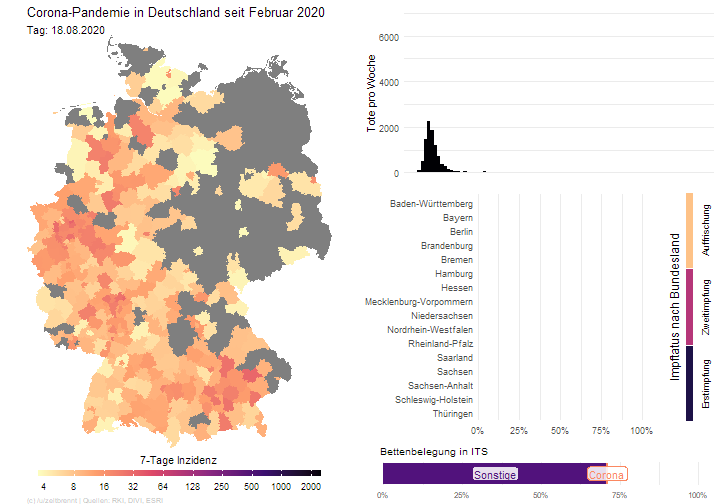 Corona-Pandemie in Deutschland seit Februar 2020
Tag: 18.08.2020
7-Tage Inzidenz
4 8 16 32 64 128 250 500 1000 2000
(c) /u/zeitbrennt | Quellen: RKI, DIVI, ESRI
Tote pro Woche
6000
4000
2000
0
Baden-Württemberg
Bayern
Berlin
Brandenburg
Bremen
Hamburg
Hessen
Mecklenburg-Vorpommern
Niedersachsen
Nordrhein-Westfalen
Rheinland-Pfalz
Saarland
Sachsen
Sachsen-Anhalt
Schleswig-Holstein
Thüringen
0% 25% 50% 75% 100%
Impfstatus nach Bundesland
Auffrischung
Zweitimpfung
Erstimpfung
Bettenbelegung in ITS
Sonstige Corona
0% 25% 50% 75% 100%